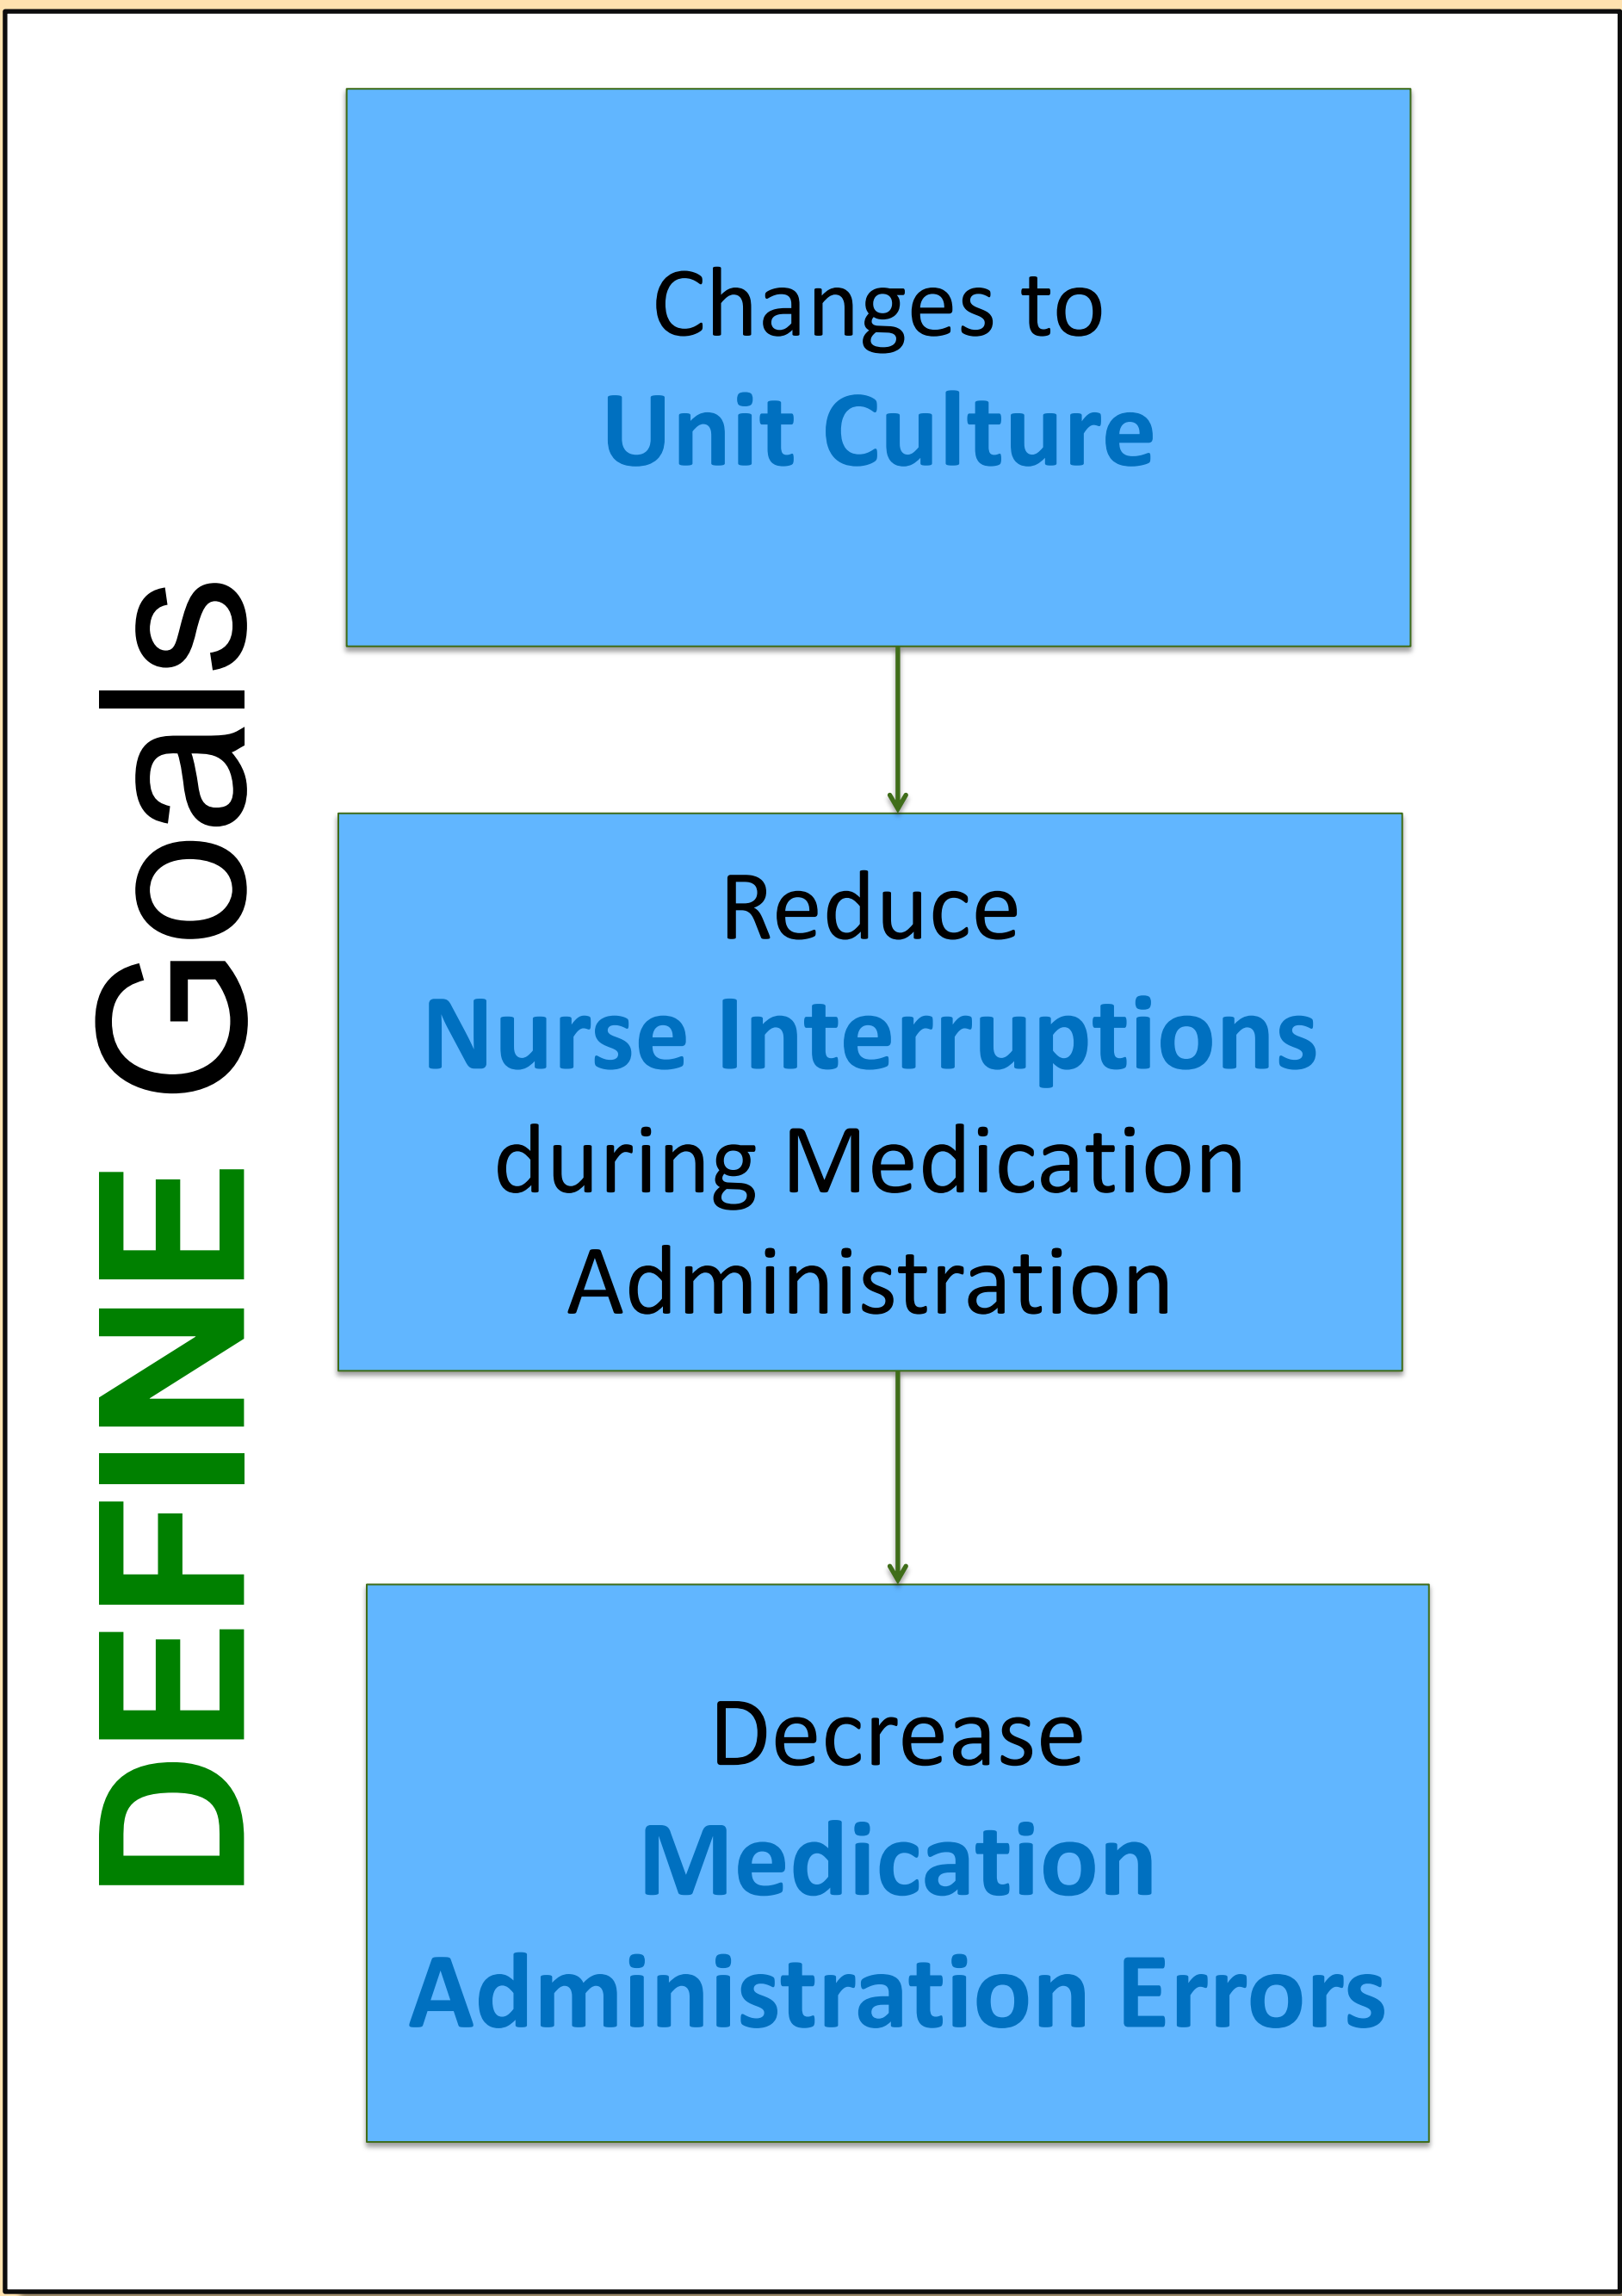 DEFINE Goals
Changes to
Unit Culture
Reduce
Nurse Interruptions
during Medication
Administration
Decrease
Medication
Administration Errors